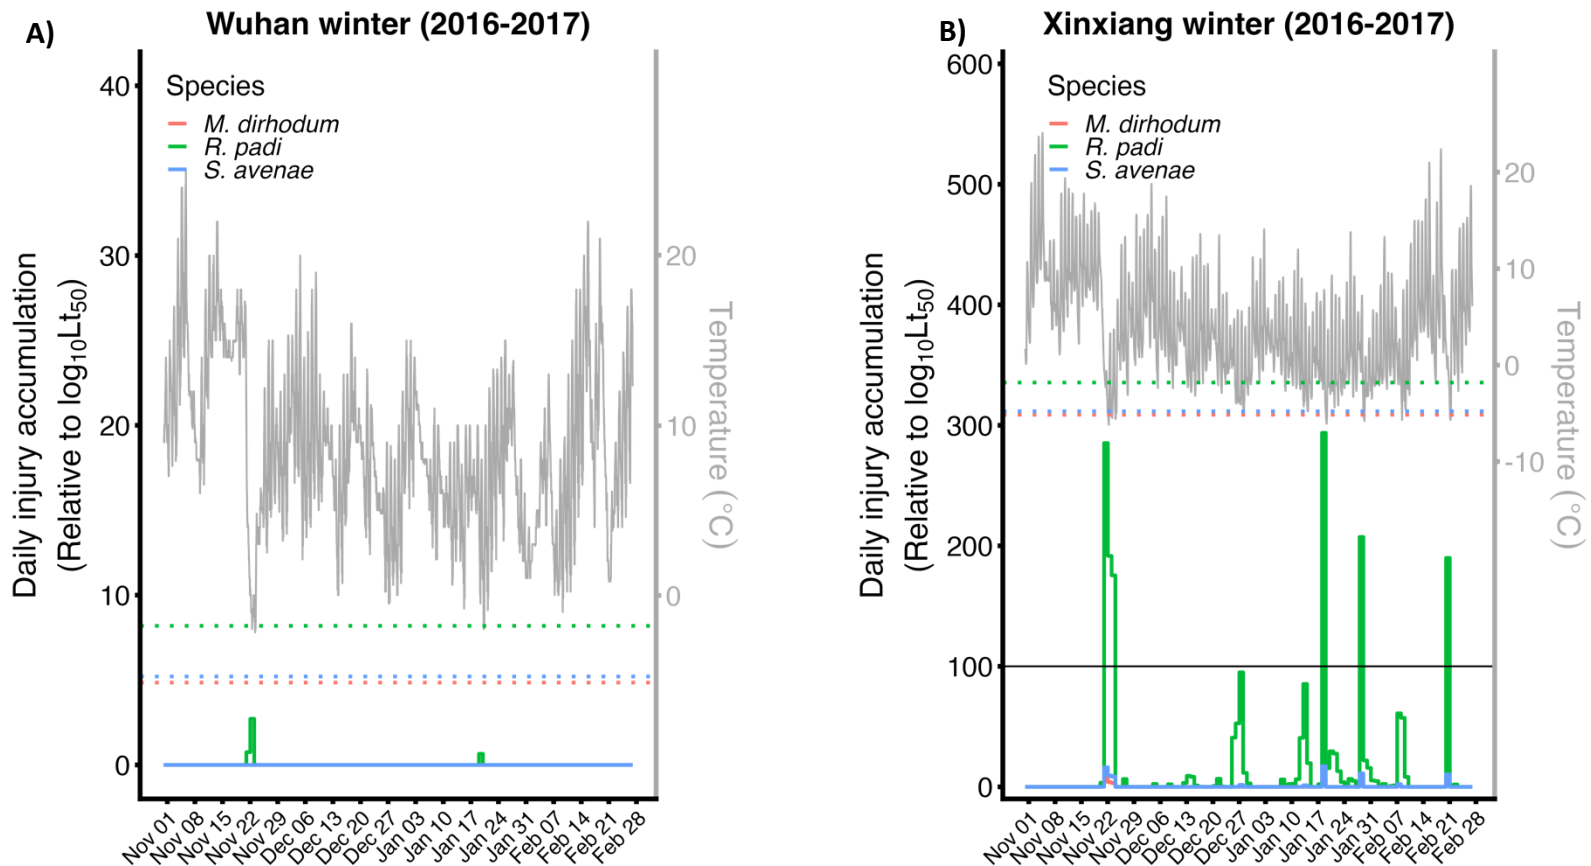 A)
Wuhan winter (2016-2017)
Species
M. dirhodum
R. padi
S. avenae
Daily injury accumulation
(Relative to log₁₀Lt₅₀)
40
30
20
10
0
20
10
0
Temperature (°C)
Nov 01
Nov 08
Nov 15
Nov 22
Nov 29
Dec 06
Dec 13
Dec 20
Dec 27
Jan 03
Jan 10
Jan 17
Jan 24
Jan 31
Feb 07
Feb 14
Feb 21
Feb 28
B)
Xinxiang winter (2016-2017)
Species
M. dirhodum
R. padi
S. avenae
Daily injury accumulation
(Relative to log₁₀Lt₅₀)
600
500
400
300
200
100
0
20
10
0
-10
Temperature (°C)
Nov 01
Nov 08
Nov 15
Nov 22
Nov 29
Dec 06
Dec 13
Dec 20
Dec 27
Jan 03
Jan 10
Jan 17
Jan 24
Jan 31
Feb 07
Feb 14
Feb 21
Feb 28